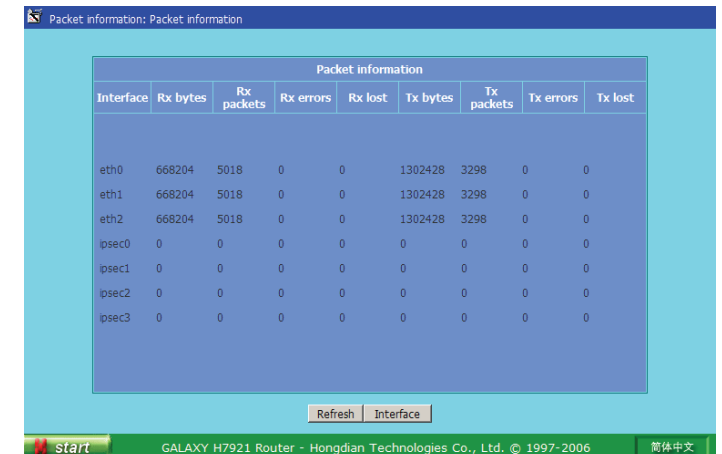 Packet information: Packet information
Packet information
Interface Rx bytes Rx packets Rx errors Rx lost Tx bytes Tx packets Tx errors Tx lost
eth0 668204 5018 0 0 1302428 3298 0 0
eth1 668204 5018 0 0 1302428 3298 0 0
eth2 668204 5018 0 0 1302428 3298 0 0
ipsec0 0 0 0 0 0 0 0 0
ipsec1 0 0 0 0 0 0 0 0
ipsec2 0 0 0 0 0 0 0 0
ipsec3 0 0 0 0 0 0 0 0
Refresh Interface
start GALAXY H7921 Router - Hongdian Technologies Co., Ltd. © 1997-2006 简体中文